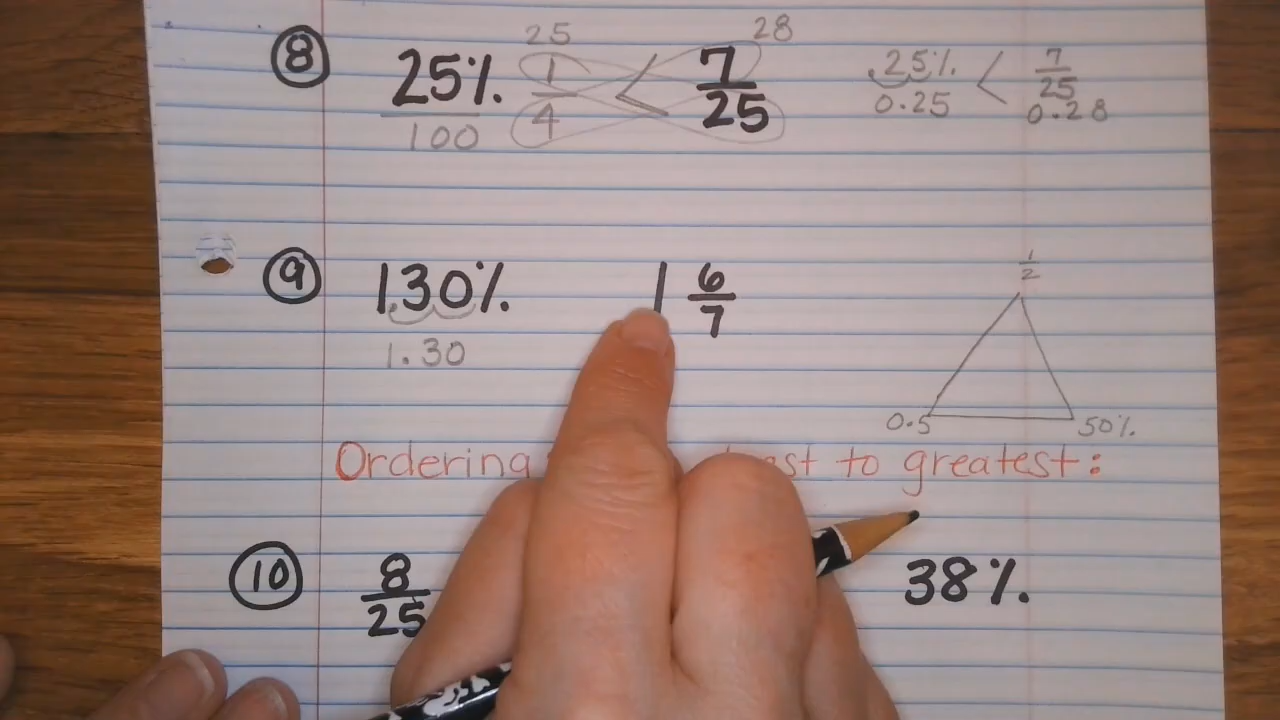 25 28
8 25% 1/4 < 7/25 .25% < 7/25
100 0.25 0.28
1/2
9 130% 1 6/7
1.30
0.5 50%
Ordering to greatest:
10 8/25 38%